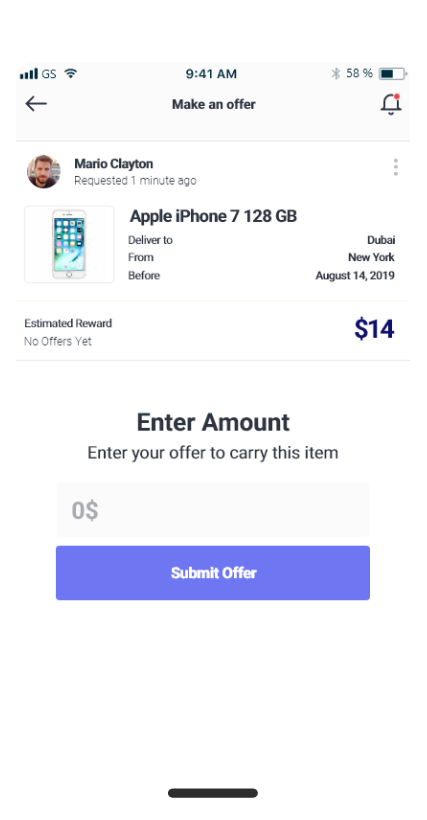 GS 9:41 AM 58 %
Make an offer
Mario Clayton
Requested 1 minute ago
Apple iPhone 7 128 GB
Deliver to Dubai
From New York
Before August 14, 2019
Estimated Reward
No Offers Yet
$14
Enter Amount
Enter your offer to carry this item
0$
Submit Offer